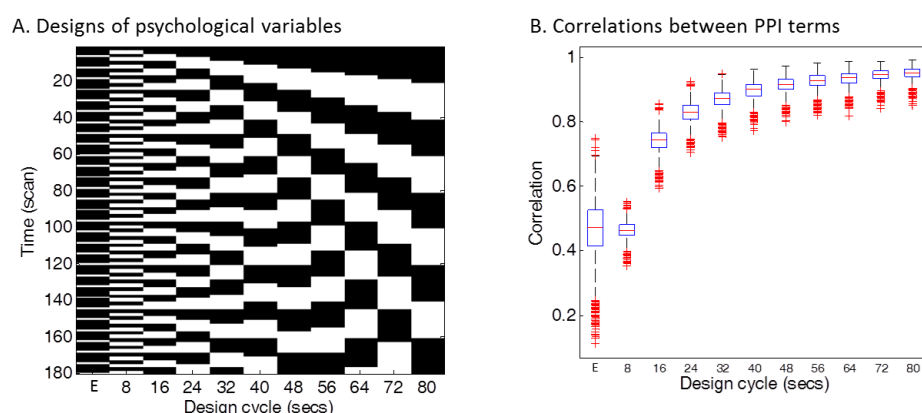 A. Designs of psychological variables
20
40
60
80
100
120
140
160
180
Time (scan)
E 8 16 24 32 40 48 56 64 72 80
Design cycle (secs)
B. Correlations between PPI terms
1
0.8
0.6
0.4
0.2
Correlation
E 8 16 24 32 40 48 56 64 72 80
Design cycle (secs)